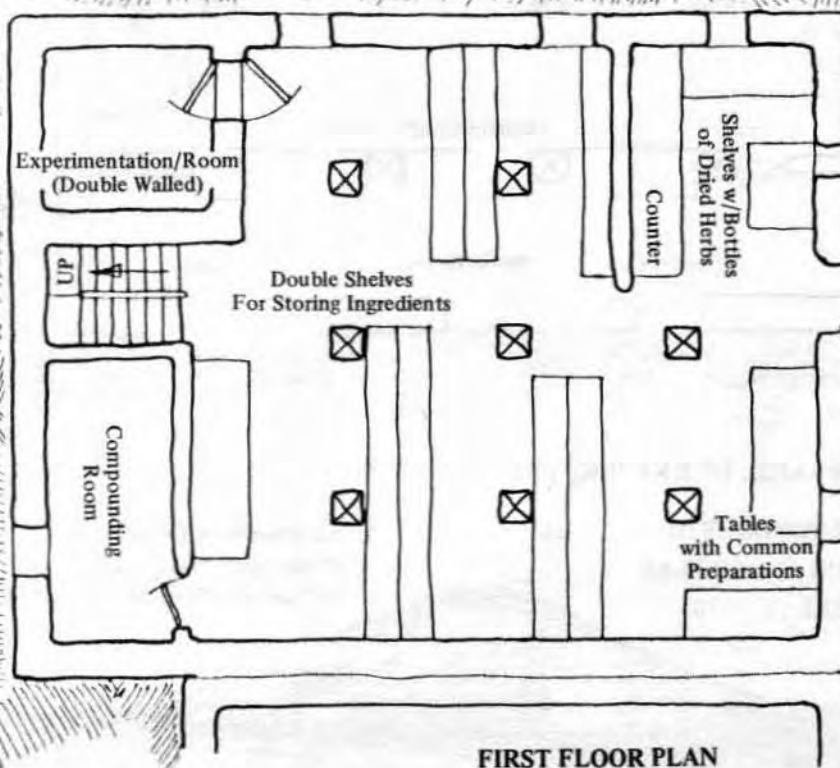 Experimentation/Room
(Double Walled)
UP
Double Shelves
For Storing Ingredients
Counter
Shelves w/Bottles
of Dried Herbs
Compounding
Room
Tables
with Common
Preparations
FIRST FLOOR PLAN